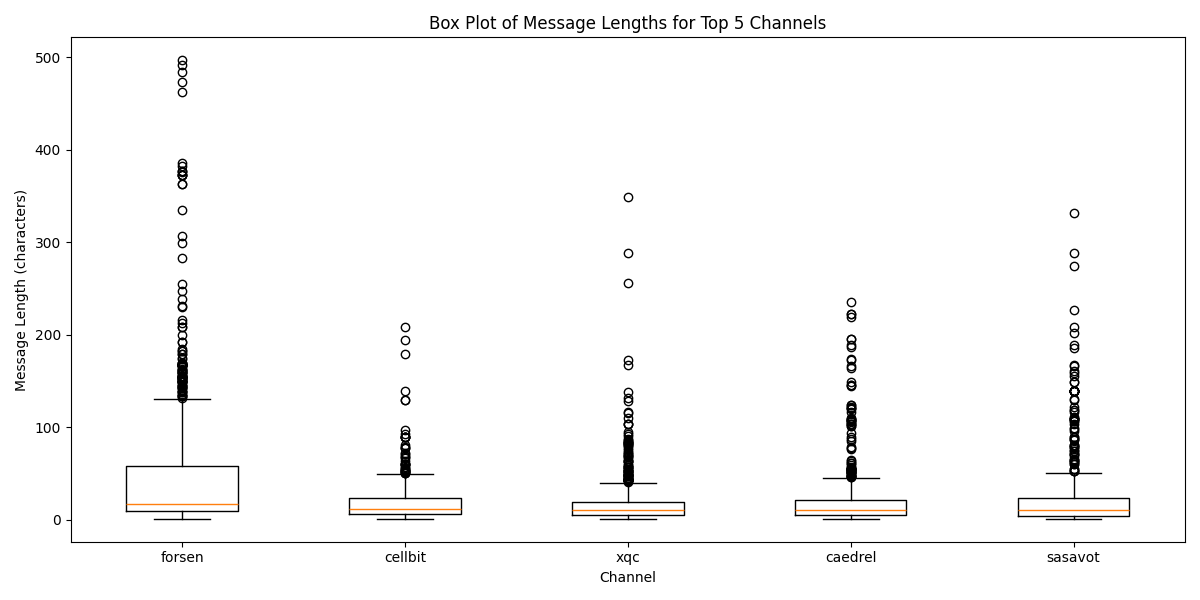 Box Plot of Message Lengths for Top 5 Channels
Message Length (characters)
500
400
300
200
100
0
forsen cellbit xqc caedrel sasavot
Channel